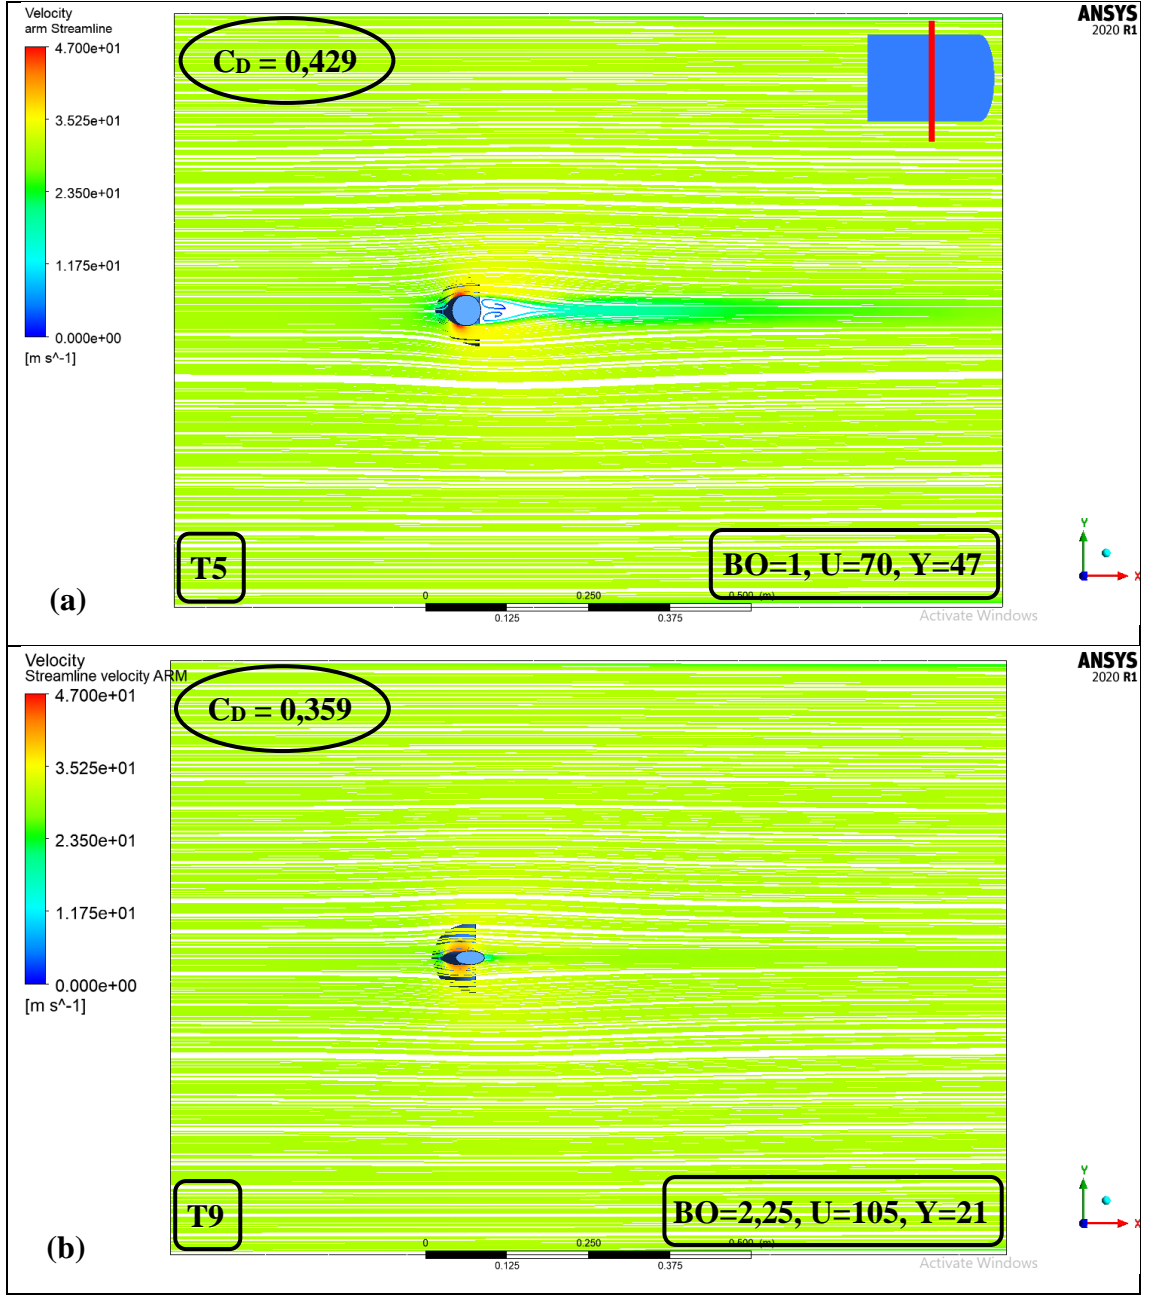 Velocity
arm Streamline
4.700e+01
3.525e+01
2.350e+01
1.175e+01
0.000e+00
[m s^-1]
CD = 0,429
ANSYS
2020 R1
T5
BO=1, U=70, Y=47
(a)
0
0.250
0.500 (m)
0.125
0.375
Y
X
Activate Windows
Velocity
Streamline velocity ARM
4.700e+01
3.525e+01
2.350e+01
1.175e+01
0.000e+00
[m s^-1]
CD = 0,359
ANSYS
2020 R1
T9
BO=2,25, U=105, Y=21
(b)
0
0.250
0.500 (m)
0.125
0.375
Y
X
Activate Windows